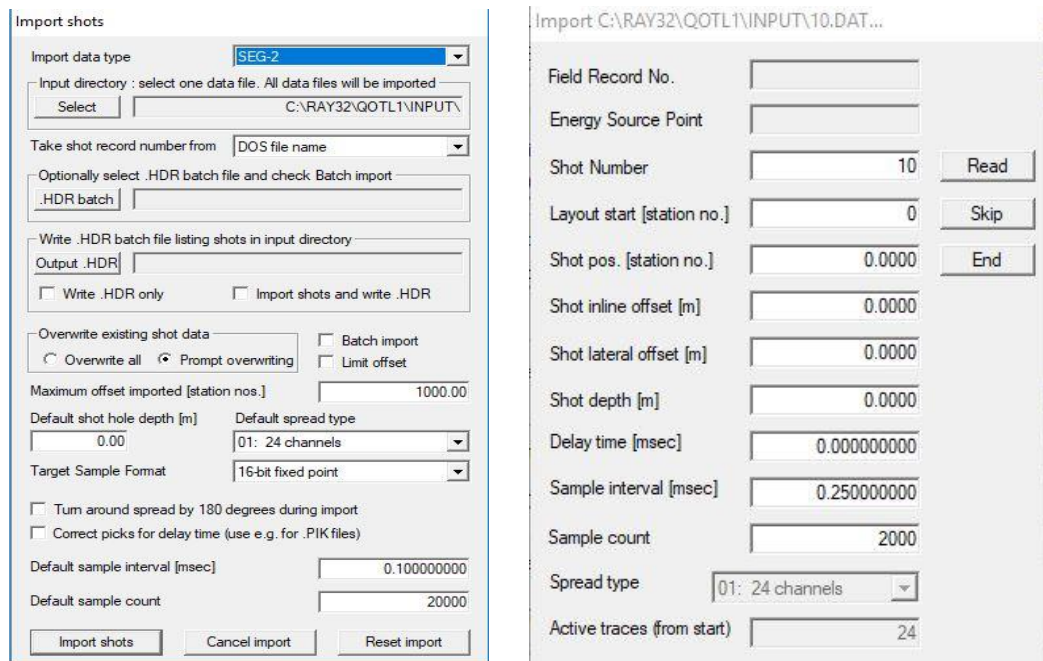 Import shots
Import data type SEG-2
Input directory : select one data file. All data files will be imported
Select C:\RAY32\QOTL1\INPUT\
Take shot record number from DOS file name
Optionally select .HDR batch file and check Batch import
.HDR batch
Write .HDR batch file listing shots in input directory
Output .HDR
Write .HDR only Import shots and write .HDR
Overwrite existing shot data
Overwrite all Prompt overwriting
Batch import
Limit offset
Maximum offset imported [station nos.] 1000.00
Default shot hole depth [m] Default spread type
0.00 01: 24 channels
Target Sample Format 16-bit fixed point
Turn around spread by 180 degrees during import
Correct picks for delay time (use e.g. for .PIK files)
Default sample interval [msec] 0.100000000
Default sample count 20000
Import shots Cancel import Reset import
Import C:\RAY32\QOTL1\INPUT\10.DAT...
Field Record No.
Energy Source Point
Shot Number 10 Read
Layout start [station no.] 0 Skip
Shot pos. [station no.] 0.0000 End
Shot inline offset [m] 0.0000
Shot lateral offset [m] 0.0000
Shot depth [m] 0.0000
Delay time [msec] 0.000000000
Sample interval [msec] 0.250000000
Sample count 2000
Spread type 01: 24 channels
Active traces (from start) 24